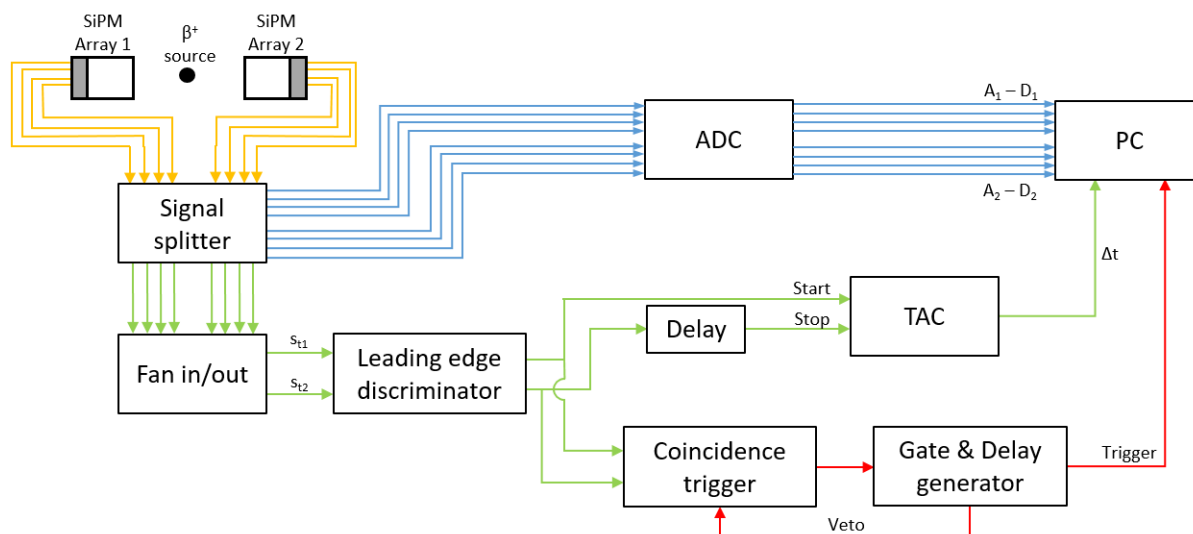 SiPM
Array 1
β⁺
source
SiPM
Array 2
A₁ – D₁
ADC
PC
A₂ – D₂
Signal
splitter
Δt
Start
Delay
Stop
TAC
Fan in/out
sₜ₁
sₜ₂
Leading edge
discriminator
Coincidence
trigger
Gate & Delay
generator
Trigger
Veto